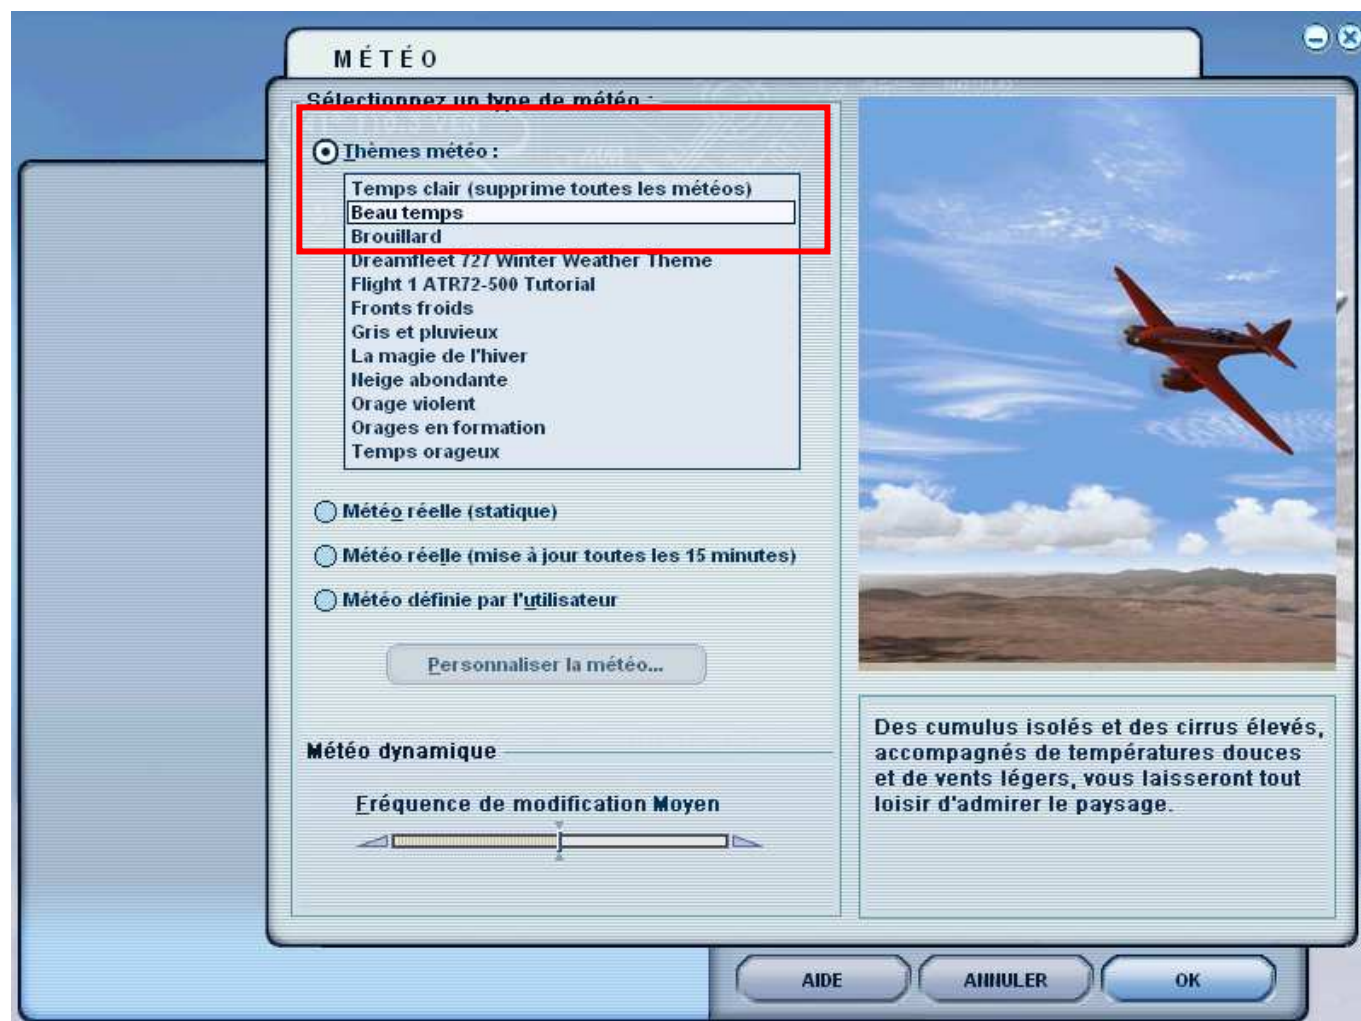 MÉTÉO
Sélectionnez un type de météo :
Thèmes météo :
Temps clair (supprime toutes les météos)
Beau temps
Brouillard
Dreamfleet 727 Winter Weather Theme
Flight 1 ATR72-500 Tutorial
Fronts froids
Gris et pluvieux
La magie de l'hiver
Neige abondante
Orage violent
Orages en formation
Temps orageux
Météo réelle (statique)
Météo réelle (mise à jour toutes les 15 minutes)
Météo définie par l'utilisateur
Personnaliser la météo...
Météo dynamique
Fréquence de modification Moyen
Des cumulus isolés et des cirrus élevés,
accompagnés de températures douces
et de vents légers, vous laisseront tout
loisir d'admirer le paysage.
AIDE
ANNULER
OK